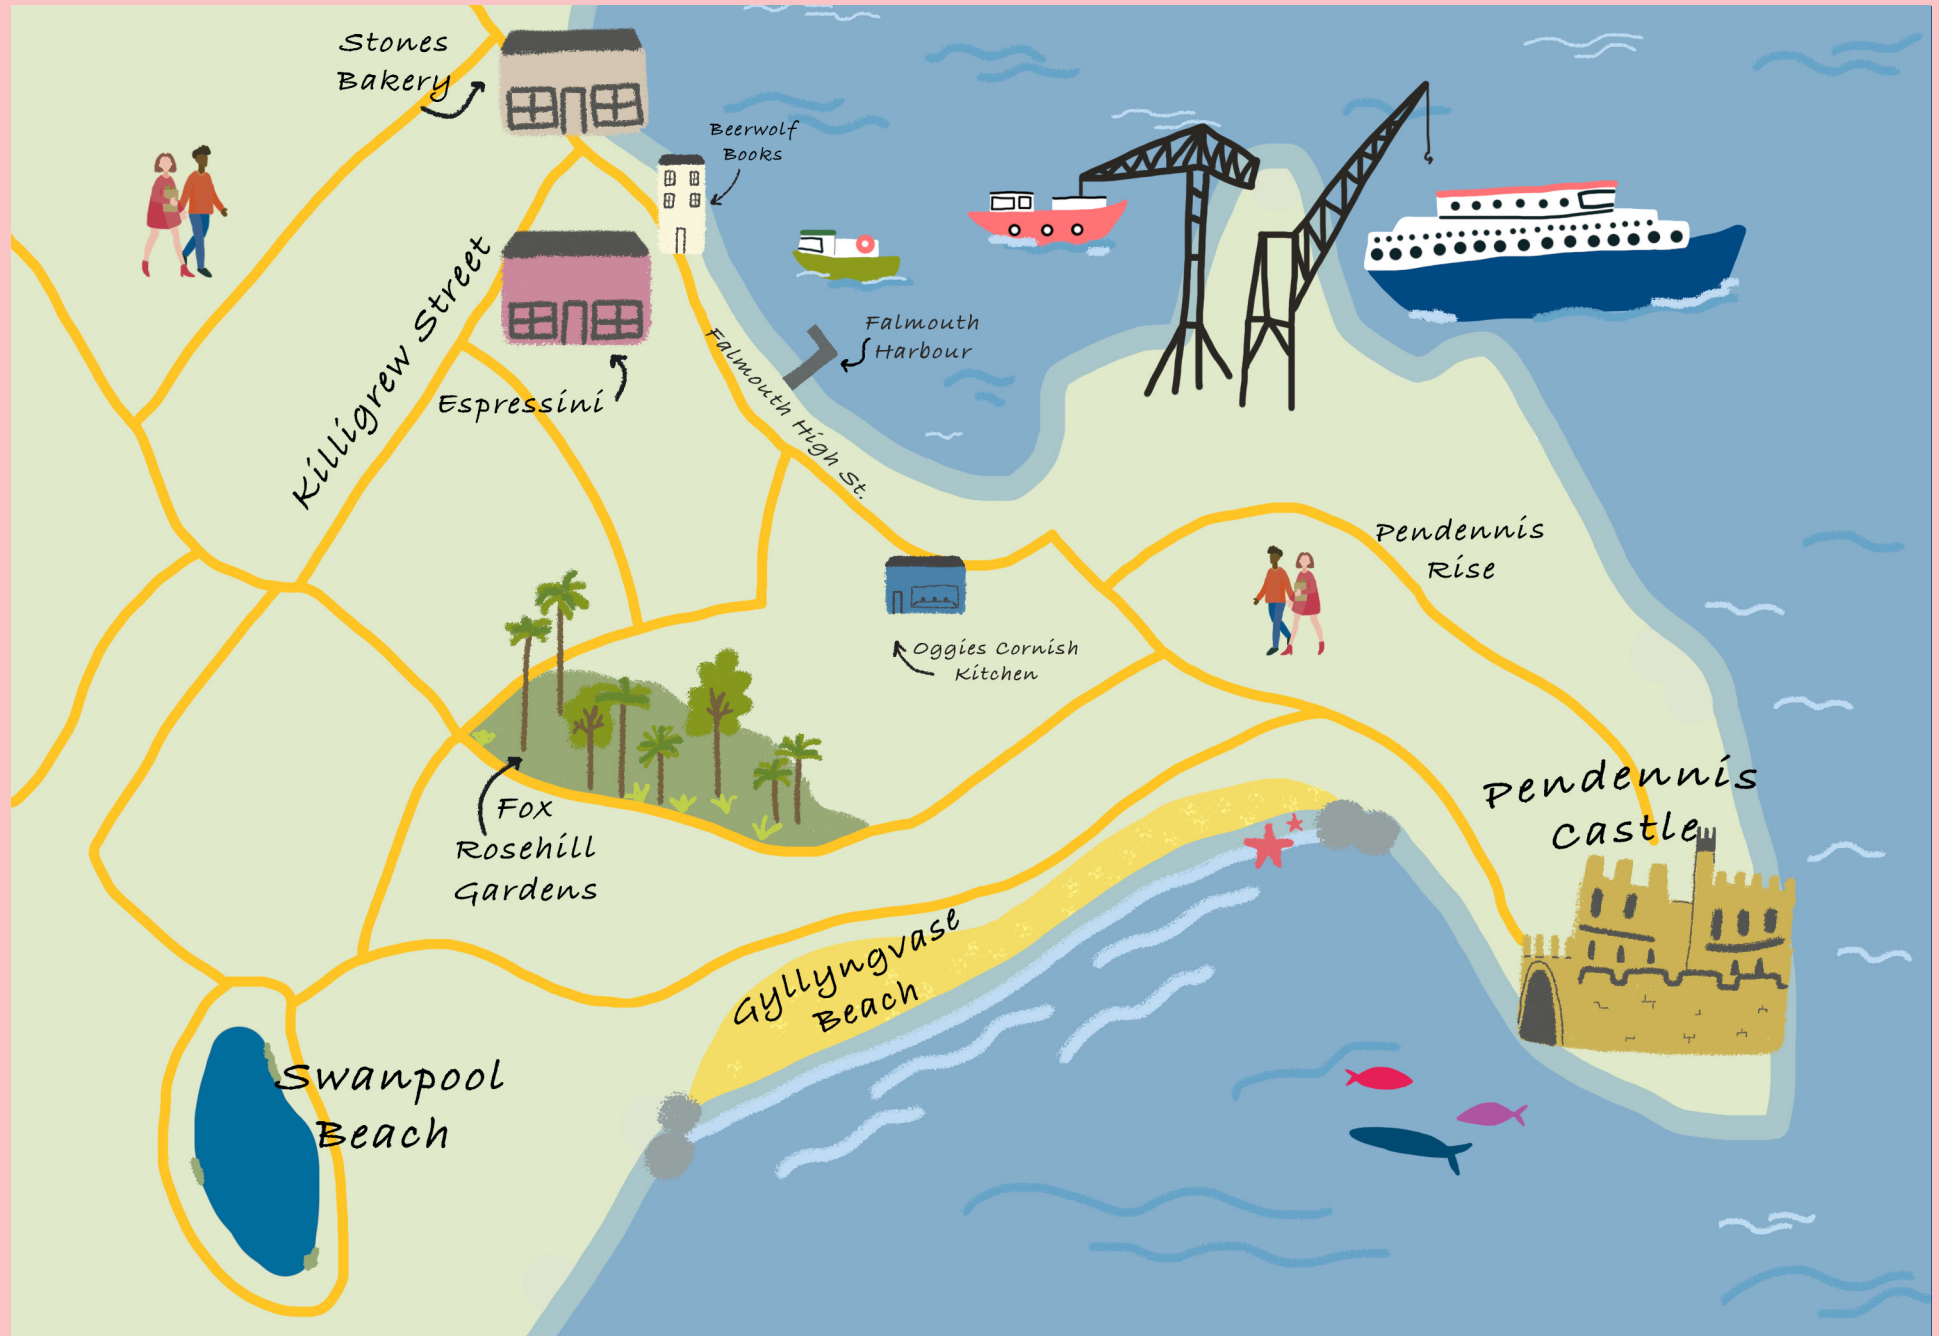 Stones
Bakery
Beerwolf
Books
Killigrew Street
Espressini
Falmouth
Harbour
Falmouth High St.
Pendennis
Rise
Oggies Cornish
Kitchen
Pendennis
Castle
Fox
Rosehill
Gardens
Gyllyngvase
Beach
Swanpool
Beach